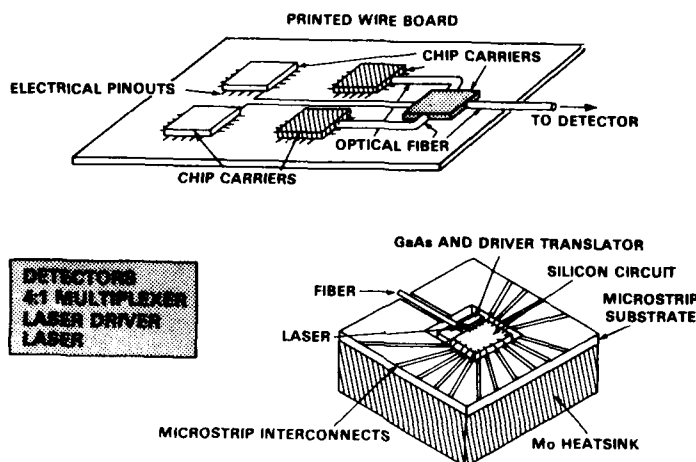 PRINTED WIRE BOARD
CHIP CARRIERS
ELECTRICAL PINOUTS
TO DETECTOR
OPTICAL FIBER
CHIP CARRIERS
GaAs AND DRIVER TRANSLATOR
SILICON CIRCUIT
FIBER
MICROSTRIP
SUBSTRATE
LASER
DETECTORS
4:1 MULTIPLEXER
LASER DRIVER
LASER
MICROSTRIP INTERCONNECTS
Mo HEATSINK